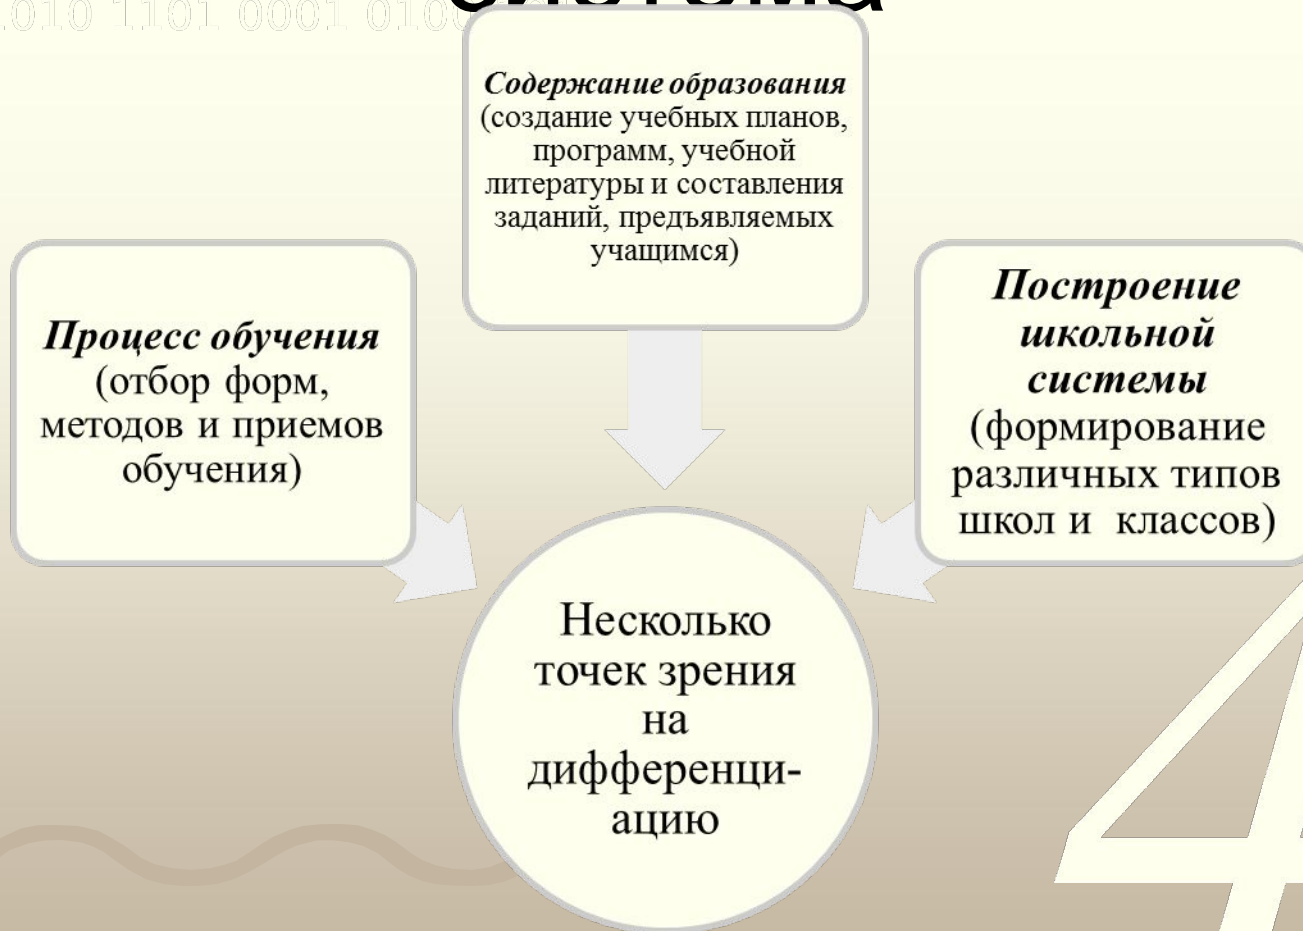 Содержание образования
(создание учебных планов,
программ, учебной
литературы и составления
заданий, предъявляемых
учащимся)
Процесс обучения
(отбор форм,
методов и приемов
обучения)
Построение
школьной
системы
(формирование
различных типов
школ и классов)
Несколько
точек зрения
на
дифференци-
ацию
4